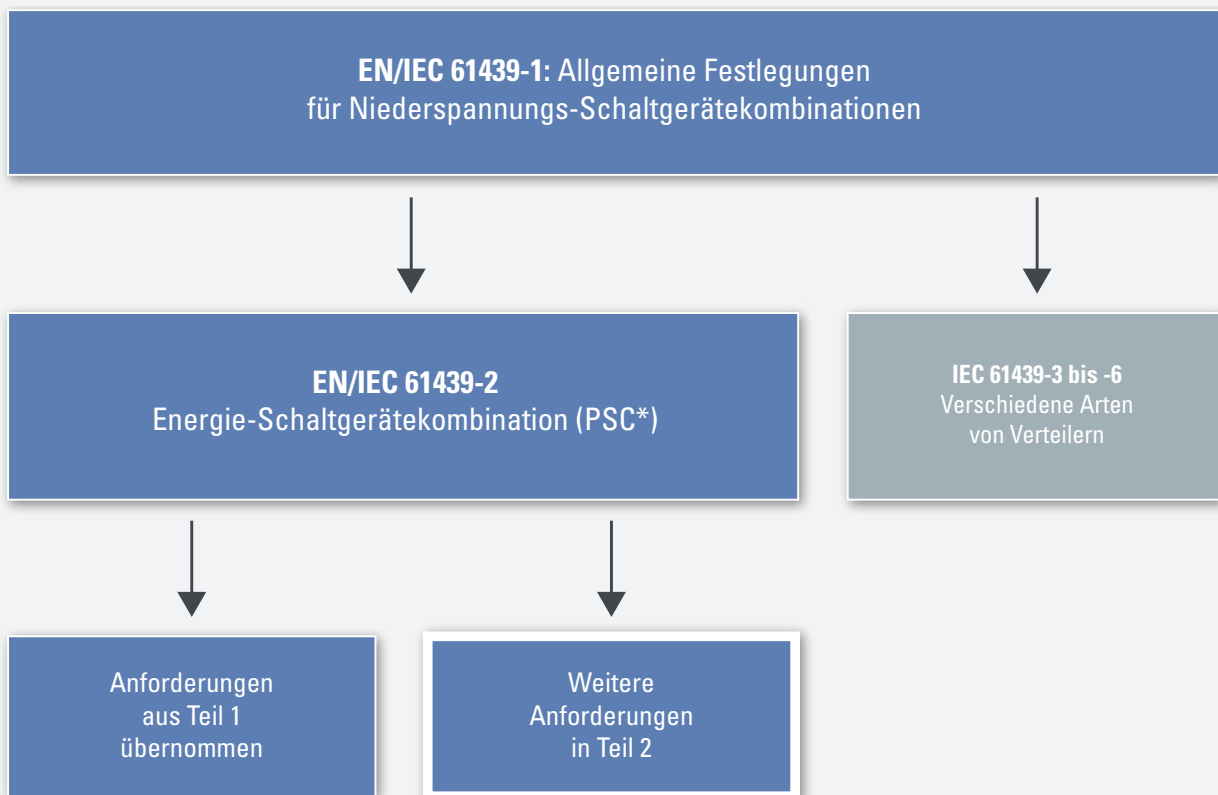 EN/IEC 61439-1: Allgemeine Festlegungen
für Niederspannungs-Schaltgerätekombinationen
EN/IEC 61439-2
Energie-Schaltgerätekombination (PSC*)
IEC 61439-3 bis -6
Verschiedene Arten
von Verteilern
Anforderungen
aus Teil 1
übernommen
Weitere
Anforderungen
in Teil 2